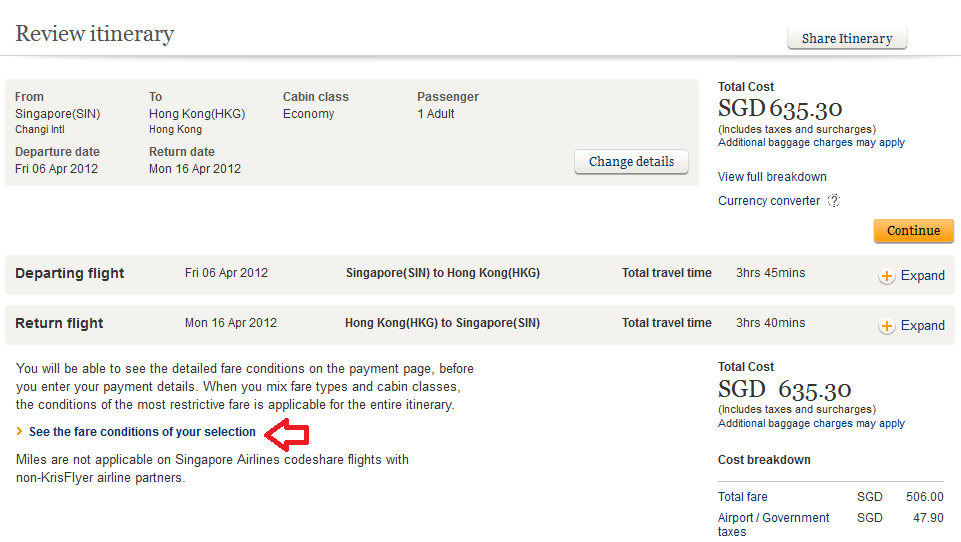 Review itinerary
Share Itinerary
From
Singapore(SIN)
Changi Intl
To
Hong Kong(HKG)
Hong Kong
Cabin class
Economy
Passenger
1 Adult
Departure date
Fri 06 Apr 2012
Return date
Mon 16 Apr 2012
Change details
Total Cost
SGD 635.30
(Includes taxes and surcharges)
Additional baggage charges may apply
View full breakdown
Currency converter ?
Continue
Departing flight Fri 06 Apr 2012 Singapore(SIN) to Hong Kong(HKG) Total travel time 3hrs 45mins + Expand
Return flight Mon 16 Apr 2012 Hong Kong(HKG) to Singapore(SIN) Total travel time 3hrs 40mins + Expand
You will be able to see the detailed fare conditions on the payment page, before
you enter your payment details. When you mix fare types and cabin classes,
the conditions of the most restrictive fare is applicable for the entire itinerary.
See the fare conditions of your selection
Miles are not applicable on Singapore Airlines codeshare flights with
non-KrisFlyer airline partners.
Total Cost
SGD 635.30
(Includes taxes and surcharges)
Additional baggage charges may apply
Cost breakdown
Total fare SGD 506.00
Airport / Government SGD 47.90
taxes